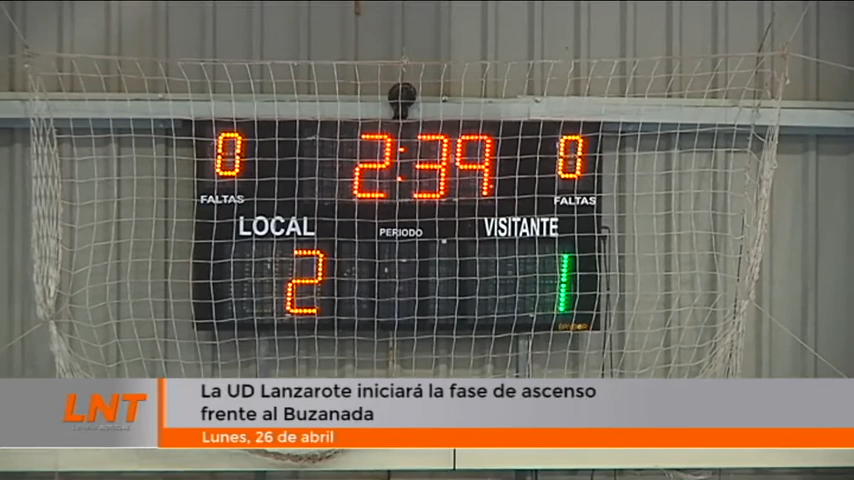 0 2:39 0
FALTAS FALTAS
LOCAL PERIODO VISITANTE
2 1
LNT
La UD Lanzarote iniciará la fase de ascenso
frente al Buzanada
Lunes, 26 de abril